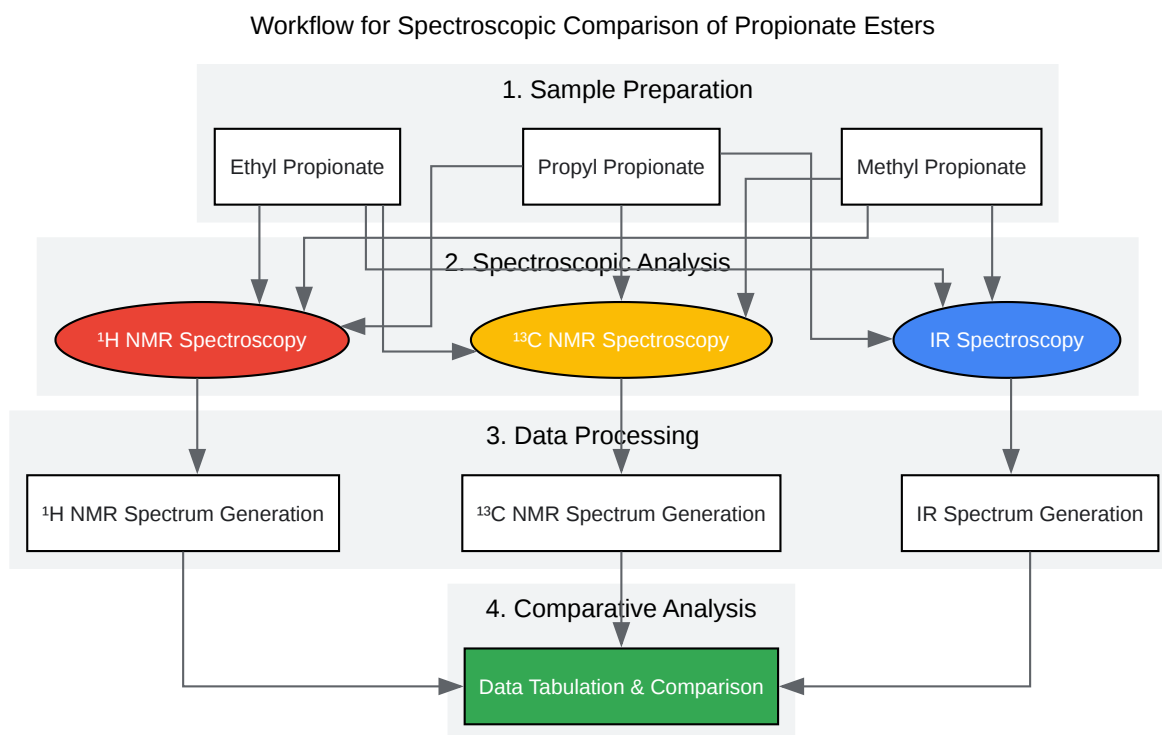 Workflow for Spectroscopic Comparison of Propionate Esters
1. Sample Preparation
Ethyl Propionate
Propyl Propionate
Methyl Propionate
2. Spectroscopic Analysis
¹H NMR Spectroscopy
¹³C NMR Spectroscopy
IR Spectroscopy
3. Data Processing
¹H NMR Spectrum Generation
¹³C NMR Spectrum Generation
IR Spectrum Generation
4. Comparative Analysis
Data Tabulation & Comparison